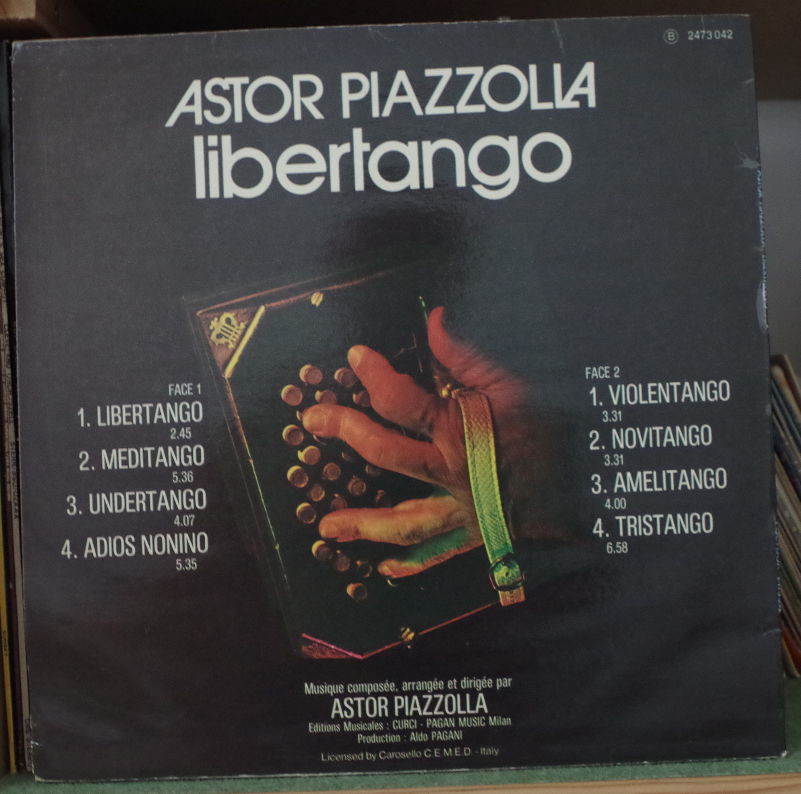 B 2473 042
ASTOR PIAZZOLLA
libertango
FACE 1
1. LIBERTANGO
2.45
2. MEDITANGO
5.36
3. UNDERTANGO
4.07
4. ADIOS NONINO
5.35
FACE 2
1. VIOLENTANGO
3.31
2. NOVITANGO
3.31
3. AMELITANGO
4.00
4. TRISTANGO
6.58
Musique composée, arrangée et dirigée par
ASTOR PIAZZOLLA
Editions Musicales : CURCI - PAGAN MUSIC Milan
Production : Aldo PAGANI
Licensed by Carosello C.E.M.E.D. - Italy